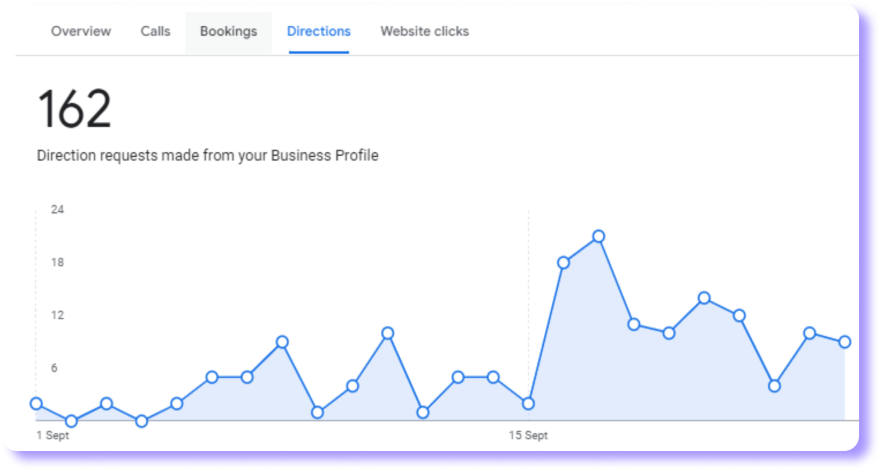 Overview Calls Bookings Directions Website clicks
162
Direction requests made from your Business Profile
24
18
12
6
1 Sept 15 Sept